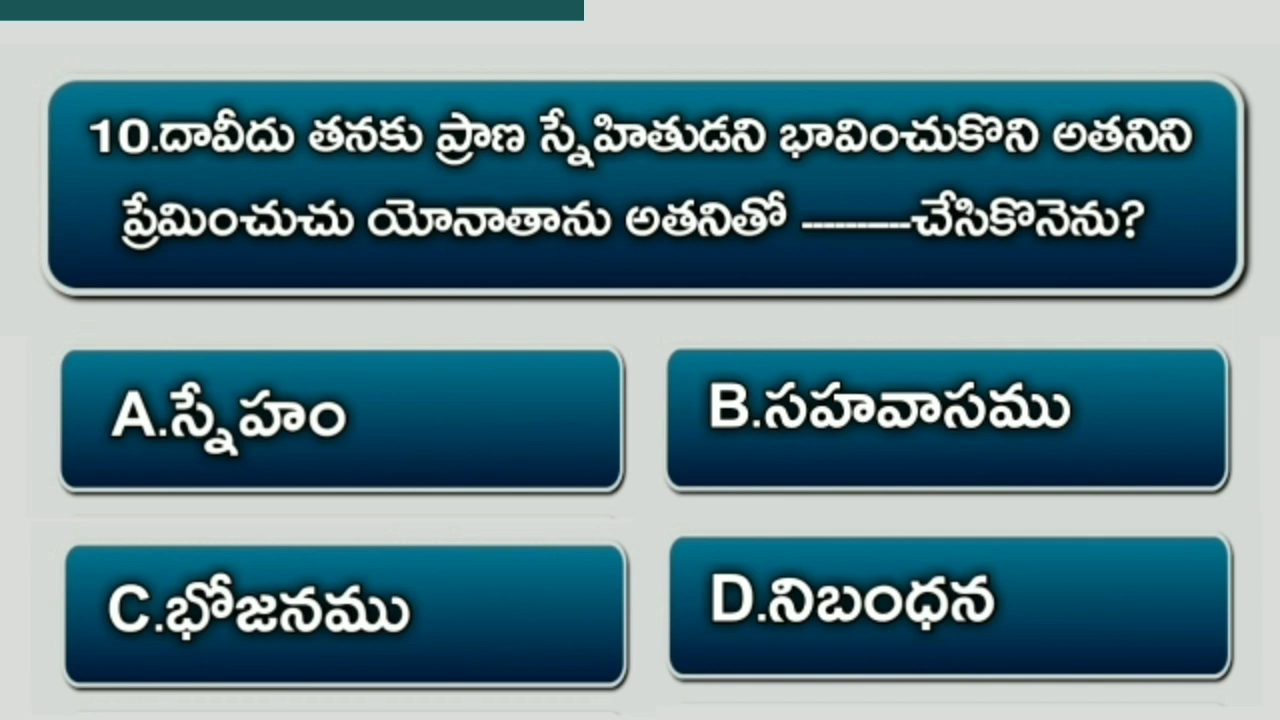 10.దావీదు తనకు ప్రాణ స్నేహితుడని భావించుకొని అతనిని
ప్రేమించుచు యోనాతాను అతనితో ----------చేసికొనెను?
A.స్నేహం
B.సహవాసము
C.భోజనము
D.నిబంధన